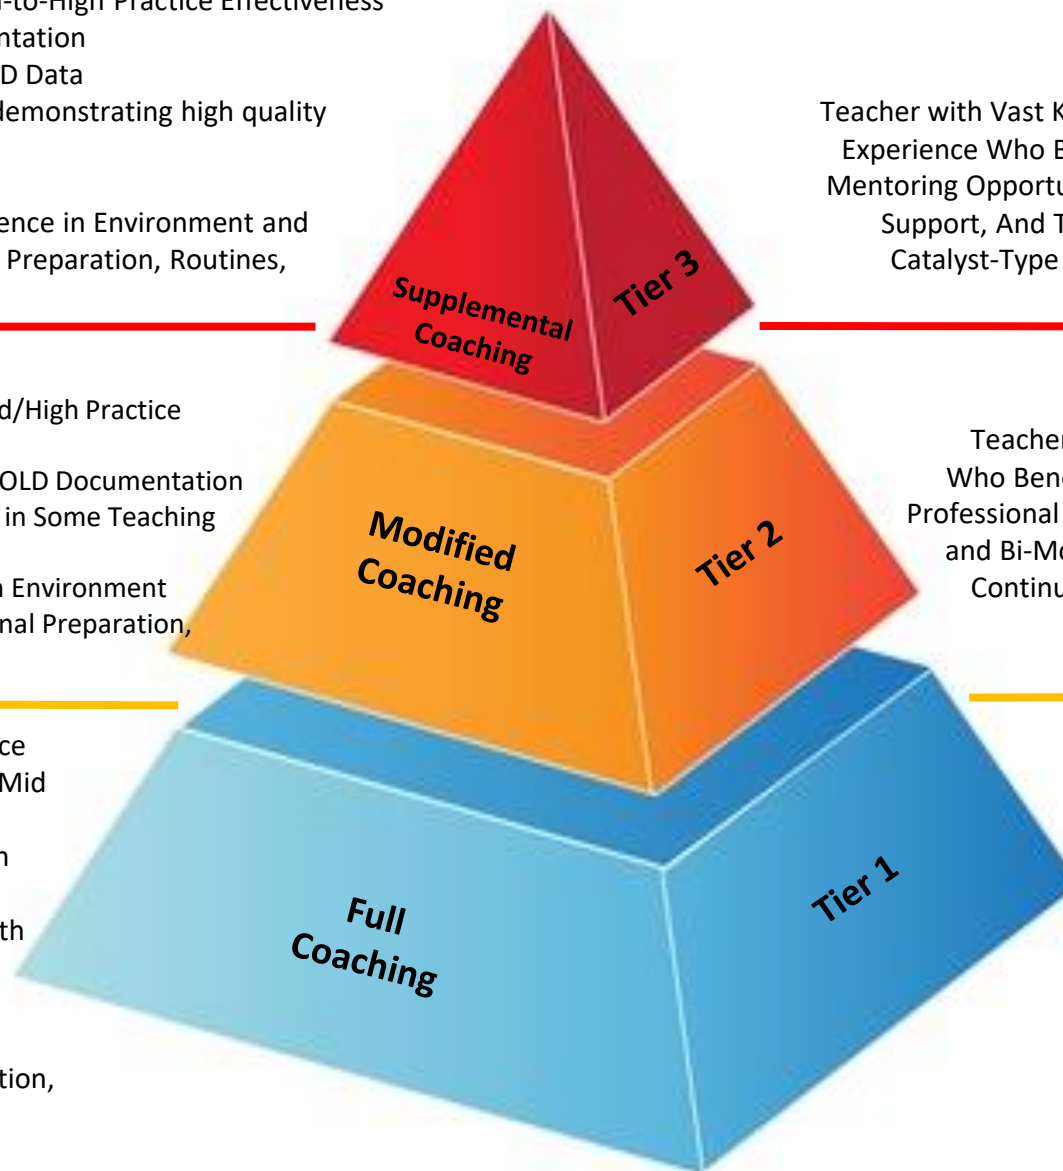 -to-High Practice Effectiveness
ntation
D Data
demonstrating high quality
ence in Environment and
Preparation, Routines,
Teacher with Vast K
Experience Who B
Mentoring Opportu
Support, And T
Catalyst-Type
Supplemental
Coaching
Tier 3
d/High Practice
OLD Documentation
in Some Teaching
Environment
nal Preparation,
Modified
Coaching
Tier 2
Teacher
Who Bene
Professional
and Bi-Mo
Continu
ce
Mid
th
tion,
Full
Coaching
Tier 1